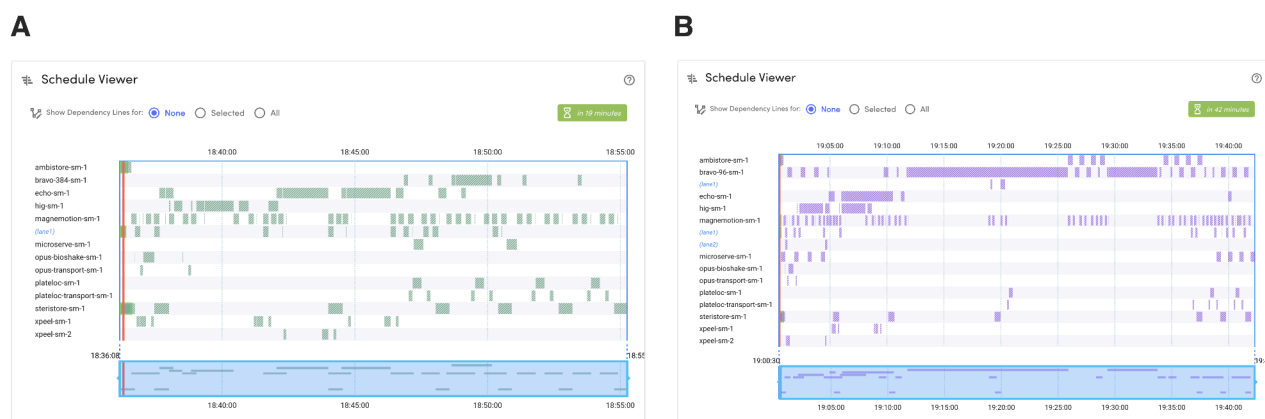 A
Schedule Viewer
Show Dependency Lines for: None Selected All
in 19 minutes
18:40:00 18:45:00 18:50:00 18:55:00
ambistore-sm-1
bravo-384-sm-1
echo-sm-1
hig-sm-1
magnemotion-sm-1
(lane1)
microserve-sm-1
opus-bioshake-sm-1
opus-transport-sm-1
plateloc-sm-1
plateloc-transport-sm-1
steristore-sm-1
xpeel-sm-1
xpeel-sm-2
18:36:08 18:55
18:40:00 18:45:00 18:50:00 18:55:00
B
Schedule Viewer
Show Dependency Lines for: None Selected All
in 42 minutes
19:05:00 19:10:00 19:15:00 19:20:00 19:25:00 19:30:00 19:35:00 19:40:00
ambistore-sm-1
bravo-96-sm-1
(lane1)
echo-sm-1
hig-sm-1
magnemotion-sm-1
(lane1)
(lane2)
microserve-sm-1
opus-bioshake-sm-1
opus-transport-sm-1
plateloc-sm-1
plateloc-transport-sm-1
steristore-sm-1
xpeel-sm-1
xpeel-sm-2
19:00:30
19:05:00 19:10:00 19:15:00 19:20:00 19:25:00 19:30:00 19:35:00 19:40:00